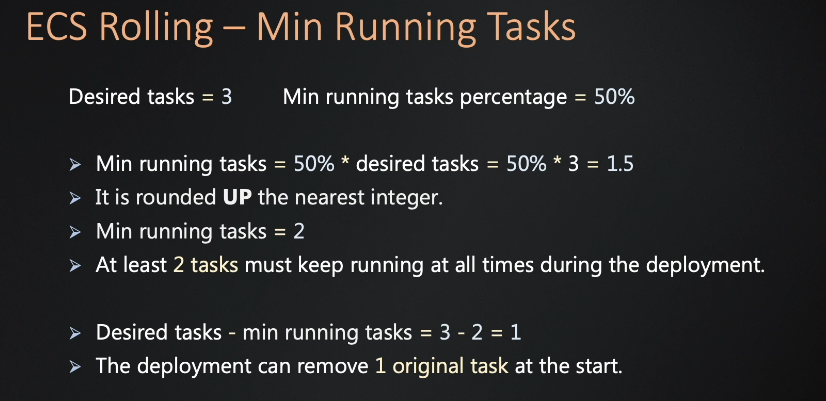 ECS Rolling – Min Running Tasks
Desired tasks = 3 Min running tasks percentage = 50%
➢ Min running tasks = 50% * desired tasks = 50% * 3 = 1.5
➢ It is rounded UP the nearest integer.
➢ Min running tasks = 2
➢ At least 2 tasks must keep running at all times during the deployment.
➢ Desired tasks - min running tasks = 3 - 2 = 1
➢ The deployment can remove 1 original task at the start.